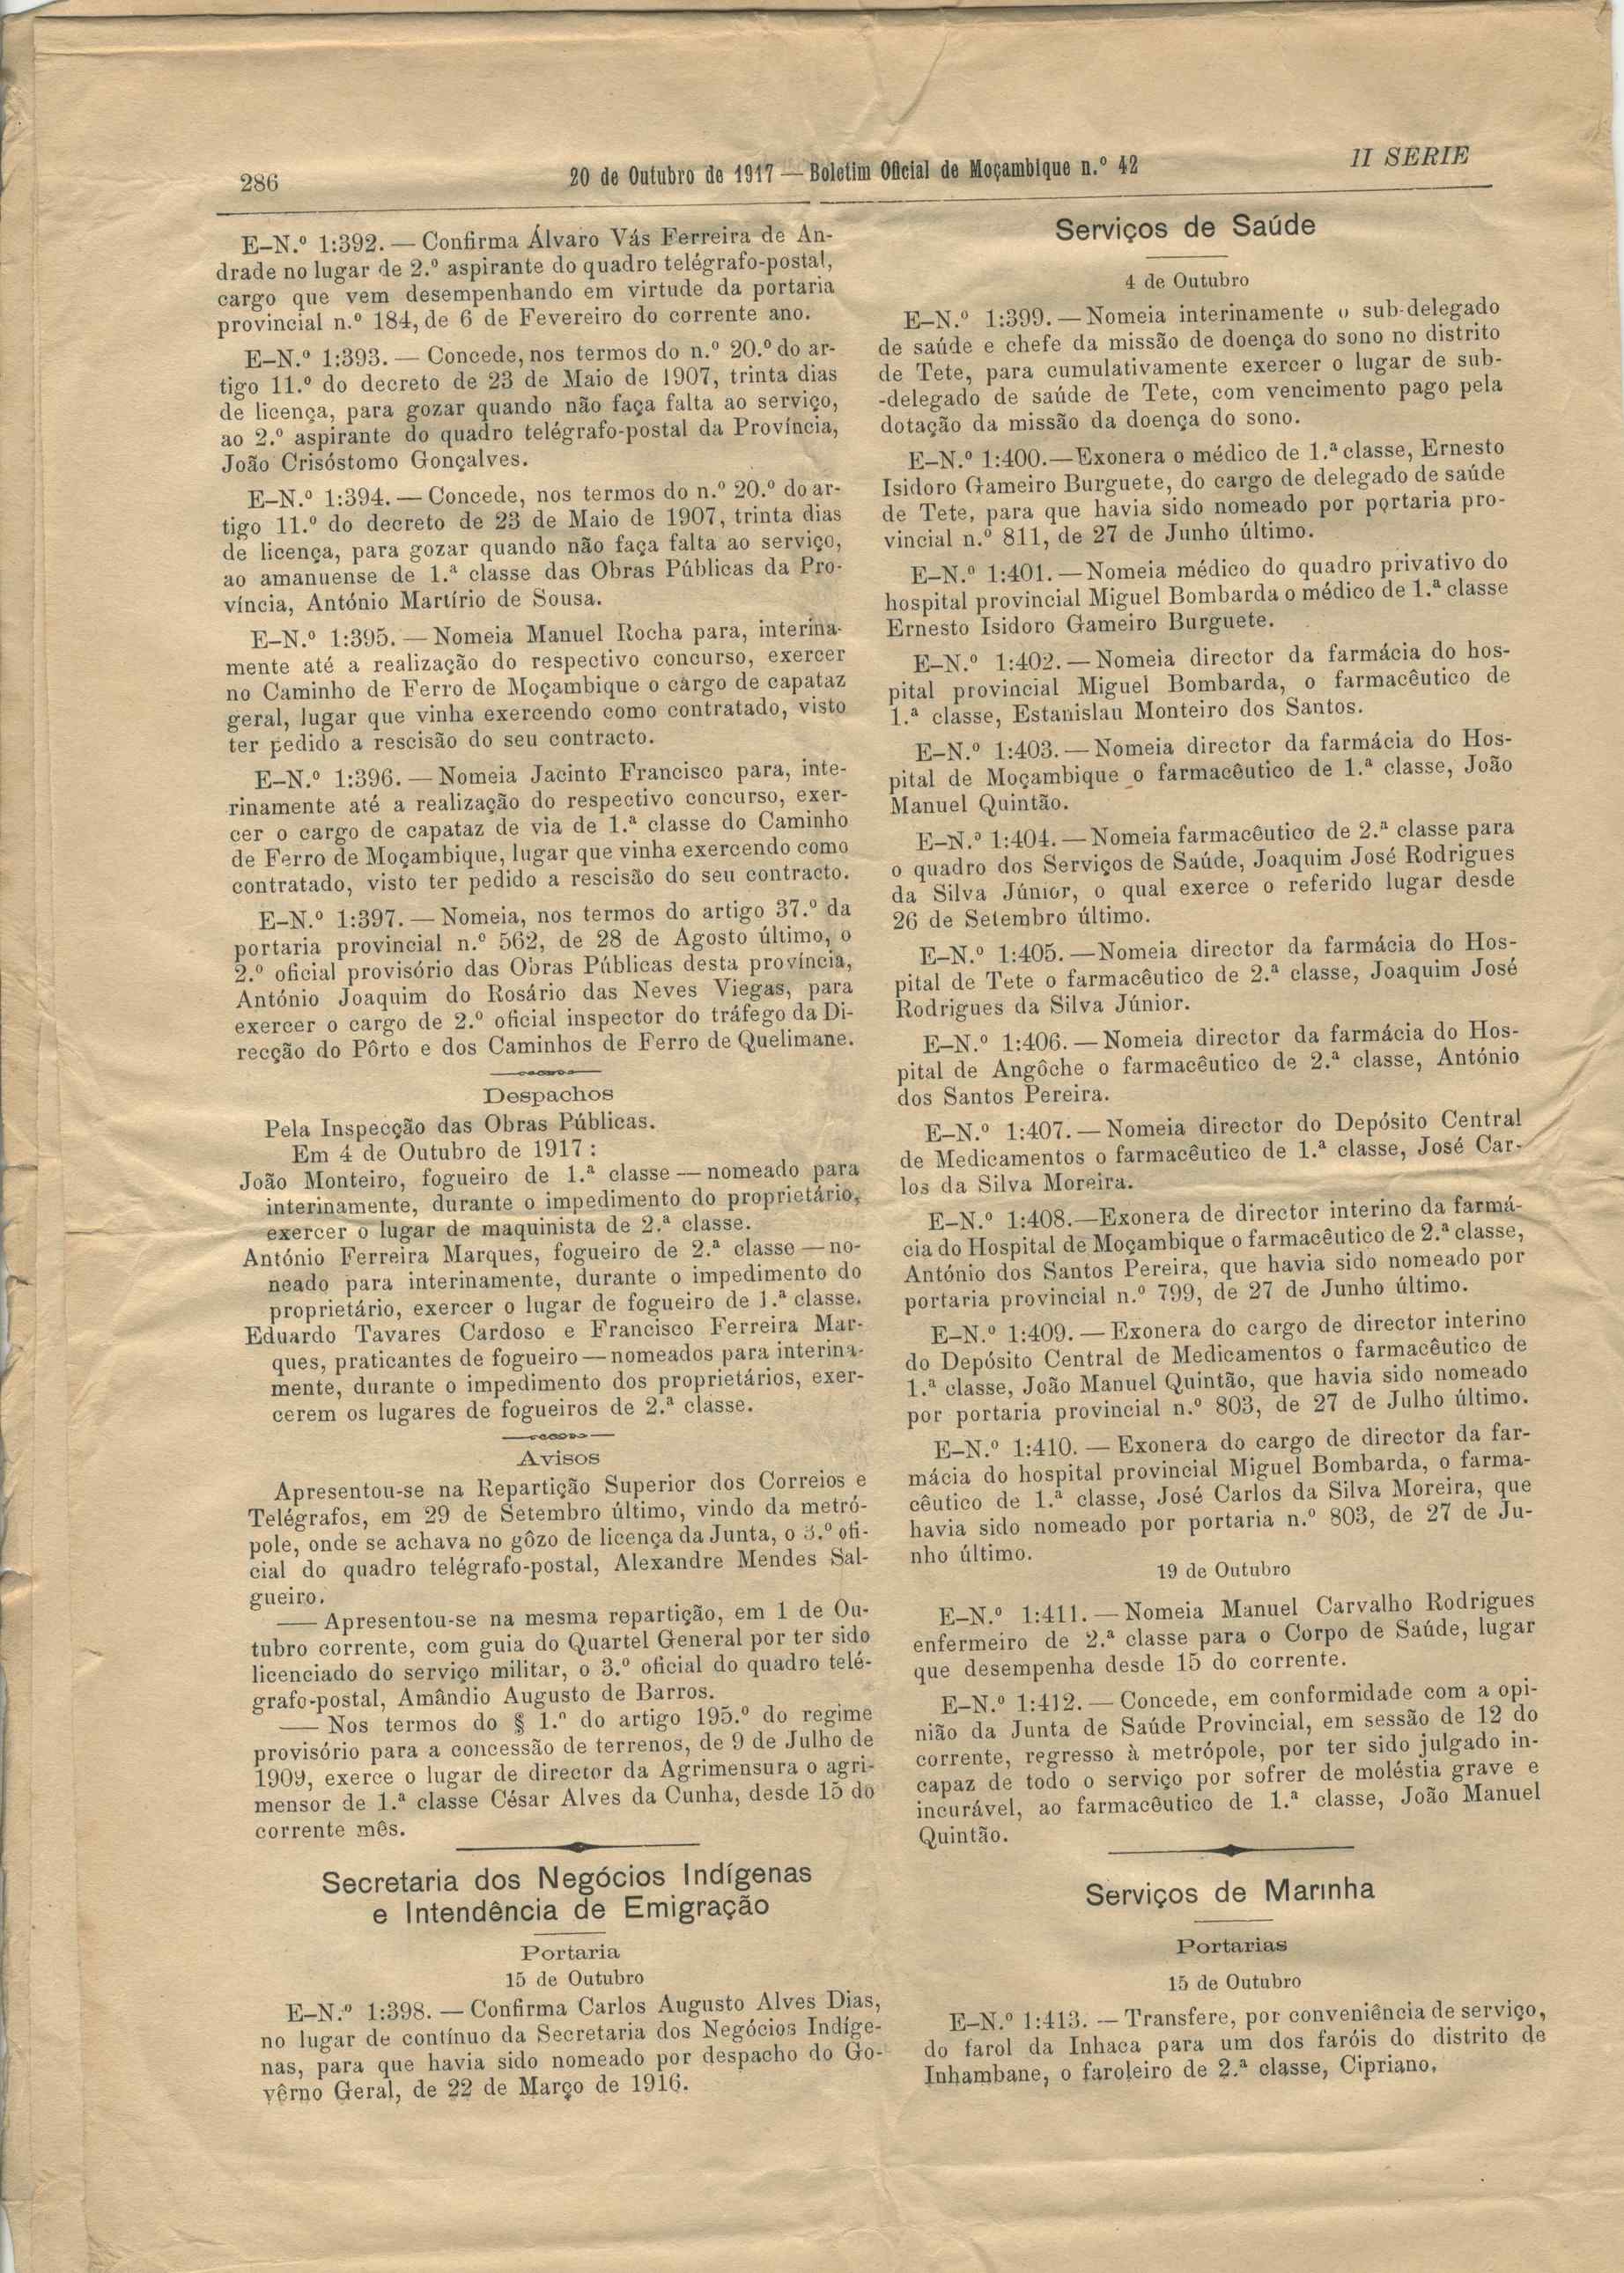 286
20 de Outubro de 1917 — Boletim Oficial de Moçambique n.º 42
II SERIE
E–N.º 1:392. — Confirma Álvaro Vás Ferreira de An-
drade no lugar de 2.º aspirante do quadro telégrafo-postal,
cargo que vem desempenhando em virtude da portaria
provincial n.º 184, de 6 de Fevereiro do corrente ano.
E–N.º 1:393. — Concede, nos termos do n.º 20.º do ar-
tigo 11.º do decreto de 23 de Maio de 1907, trinta dias
de licença, para gozar quando não faça falta ao serviço,
ao 2.º aspirante do quadro telégrafo-postal da Província,
João Crisóstomo Gonçalves.
E–N.º 1:394. — Concede, nos termos do n.º 20.º do ar-
tigo 11.º do decreto de 23 de Maio de 1907, trinta dias
de licença, para gozar quando não faça falta ao serviço,
ao amanuense de 1.ª classe das Obras Públicas da Pro-
víncia, António Martírio de Sousa.
E–N.º 1:395. — Nomeia Manuel Rocha para, interina-
mente até a realização do respectivo concurso, exercer
no Caminho de Ferro de Moçambique o cargo de capataz
geral, lugar que vinha exercendo como contratado, visto
ter pedido a rescisão do seu contracto.
E–N.º 1:396. — Nomeia Jacinto Francisco para, inte-
rinamente até a realização do respectivo concurso, exer-
cer o cargo de capataz de via de 1.ª classe do Caminho
de Ferro de Moçambique, lugar que vinha exercendo como
contratado, visto ter pedido a rescisão do seu contracto.
E–N.º 1:397. — Nomeia, nos termos do artigo 37.º da
portaria provincial n.º 562, de 28 de Agosto último, o
2.º oficial provisório das Obras Públicas desta província,
António Joaquim do Rosário das Neves Viegas, para
exercer o cargo de 2.º oficial inspector do tráfego da Di-
recção do Pôrto e dos Caminhos de Ferro de Quelimane.
Despachos
Pela Inspecção das Obras Públicas.
Em 4 de Outubro de 1917 :
João Monteiro, fogueiro de 1.ª classe — nomeado para
interinamente, durante o impedimento do proprietário,
exercer o lugar de maquinista de 2.ª classe.
António Ferreira Marques, fogueiro de 2.ª classe — no-
neado para interinamente, durante o impedimento do
proprietário, exercer o lugar de fogueiro de 1.ª classe.
Eduardo Tavares Cardoso e Francisco Ferreira Mar-
ques, praticantes de fogueiro — nomeados para interina-
mente, durante o impedimento dos proprietários, exer-
cerem os lugares de fogueiros de 2.ª classe.
Avisos
Apresentou-se na Repartição Superior dos Correios e
Telégrafos, em 29 de Setembro último, vindo da metró-
pole, onde se achava no gôzo de licença da Junta, o 3.º ofi-
cial do quadro telégrafo-postal, Alexandre Mendes Sal-
gueiro.
— Apresentou-se na mesma repartição, em 1 de Ou-
tubro corrente, com guia do Quartel General por ter sido
licenciado do serviço militar, o 3.º oficial do quadro telé-
grafo-postal, Amândio Augusto de Barros.
— Nos termos do § 1.º do artigo 195.º do regime
provisório para a concessão de terrenos, de 9 de Julho de
1909, exerce o lugar de director da Agrimensura o agri-
mensor de 1.ª classe César Alves da Cunha, desde 15 do
corrente mês.
Secretaria dos Negócios Indígenas
e Intendência de Emigração
Portaria
15 de Outubro
E–N.º 1:398. — Confirma Carlos Augusto Alves Dias,
no lugar de contínuo da Secretaria dos Negócios Indíge-
nas, para que havia sido nomeado por despacho do Go-
vêrno Geral, de 22 de Março de 1916.
Serviços de Saúde
4 de Outubro
E–N.º 1:399. — Nomeia interinamente o sub-delegado
de saúde e chefe da missão de doença do sono no distrito
de Tete, para cumulativamente exercer o lugar de sub-
-delegado de saúde de Tete, com vencimento pago pela
dotação da missão da doença do sono.
E–N.º 1:400.—Exonera o médico de 1.ª classe, Ernesto
Isidoro Gameiro Burguete, do cargo de delegado de saúde
de Tete, para que havia sido nomeado por portaria pro-
vincial n.º 811, de 27 de Junho último.
E–N.º 1:401. — Nomeia médico do quadro privativo do
hospital provincial Miguel Bombarda o médico de 1.ª classe
Ernesto Isidoro Gameiro Burguete.
E–N.º 1:402. — Nomeia director da farmácia do hos-
pital provincial Miguel Bombarda, o farmacêutico de
1.ª classe, Estanislau Monteiro dos Santos.
E–N.º 1:403. — Nomeia director da farmácia do Hos-
pital de Moçambique o farmacêutico de 1.ª classe, João
Manuel Quintão.
E–N.º 1:404. — Nomeia farmacêutico de 2.ª classe para
o quadro dos Serviços de Saúde, Joaquim José Rodrigues
da Silva Júnior, o qual exerce o referido lugar desde
26 de Setembro último.
E–N.º 1:405. — Nomeia director da farmácia do Hos-
pital de Tete o farmacêutico de 2.ª classe, Joaquim José
Rodrigues da Silva Júnior.
E–N.º 1:406. — Nomeia director da farmácia do Hos-
pital de Angôche o farmacêutico de 2.ª classe, António
dos Santos Pereira.
E–N.º 1:407. — Nomeia director do Depósito Central
de Medicamentos o farmacêutico de 1.ª classe, José Car-
los da Silva Moreira.
E–N.º 1:408.—Exonera de director interino da farmá-
cia do Hospital de Moçambique o farmacêutico de 2.ª classe,
António dos Santos Pereira, que havia sido nomeado por
portaria provincial n.º 799, de 27 de Junho último.
E–N.º 1:409. — Exonera do cargo de director interino
do Depósito Central de Medicamentos o farmacêutico de
1.ª classe, João Manuel Quintão, que havia sido nomeado
por portaria provincial n.º 803, de 27 de Julho último.
E–N.º 1:410. — Exonera do cargo de director da far-
mácia do hospital provincial Miguel Bombarda, o farma-
cêutico de 1.ª classe, José Carlos da Silva Moreira, que
havia sido nomeado por portaria n.º 803, de 27 de Ju-
nho último.
19 de Outubro
E–N.º 1:411. — Nomeia Manuel Carvalho Rodrigues
enfermeiro de 2.ª classe para o Corpo de Saúde, lugar
que desempenha desde 15 do corrente.
E–N.º 1:412. — Concede, em conformidade com a opi-
nião da Junta de Saúde Provincial, em sessão de 12 do
corrente, regresso à metrópole, por ter sido julgado in-
capaz de todo o serviço por sofrer de moléstia grave e
incurável, ao farmacêutico de 1.ª classe, João Manuel
Quintão.
Serviços de Marinha
Portarias
15 de Outubro
E–N.º 1:413. — Transfere, por conveniência de serviço,
do farol da Inhaca para um dos faróis do distrito de
Inhambane, o faroleiro de 2.ª classe, Cipriano,